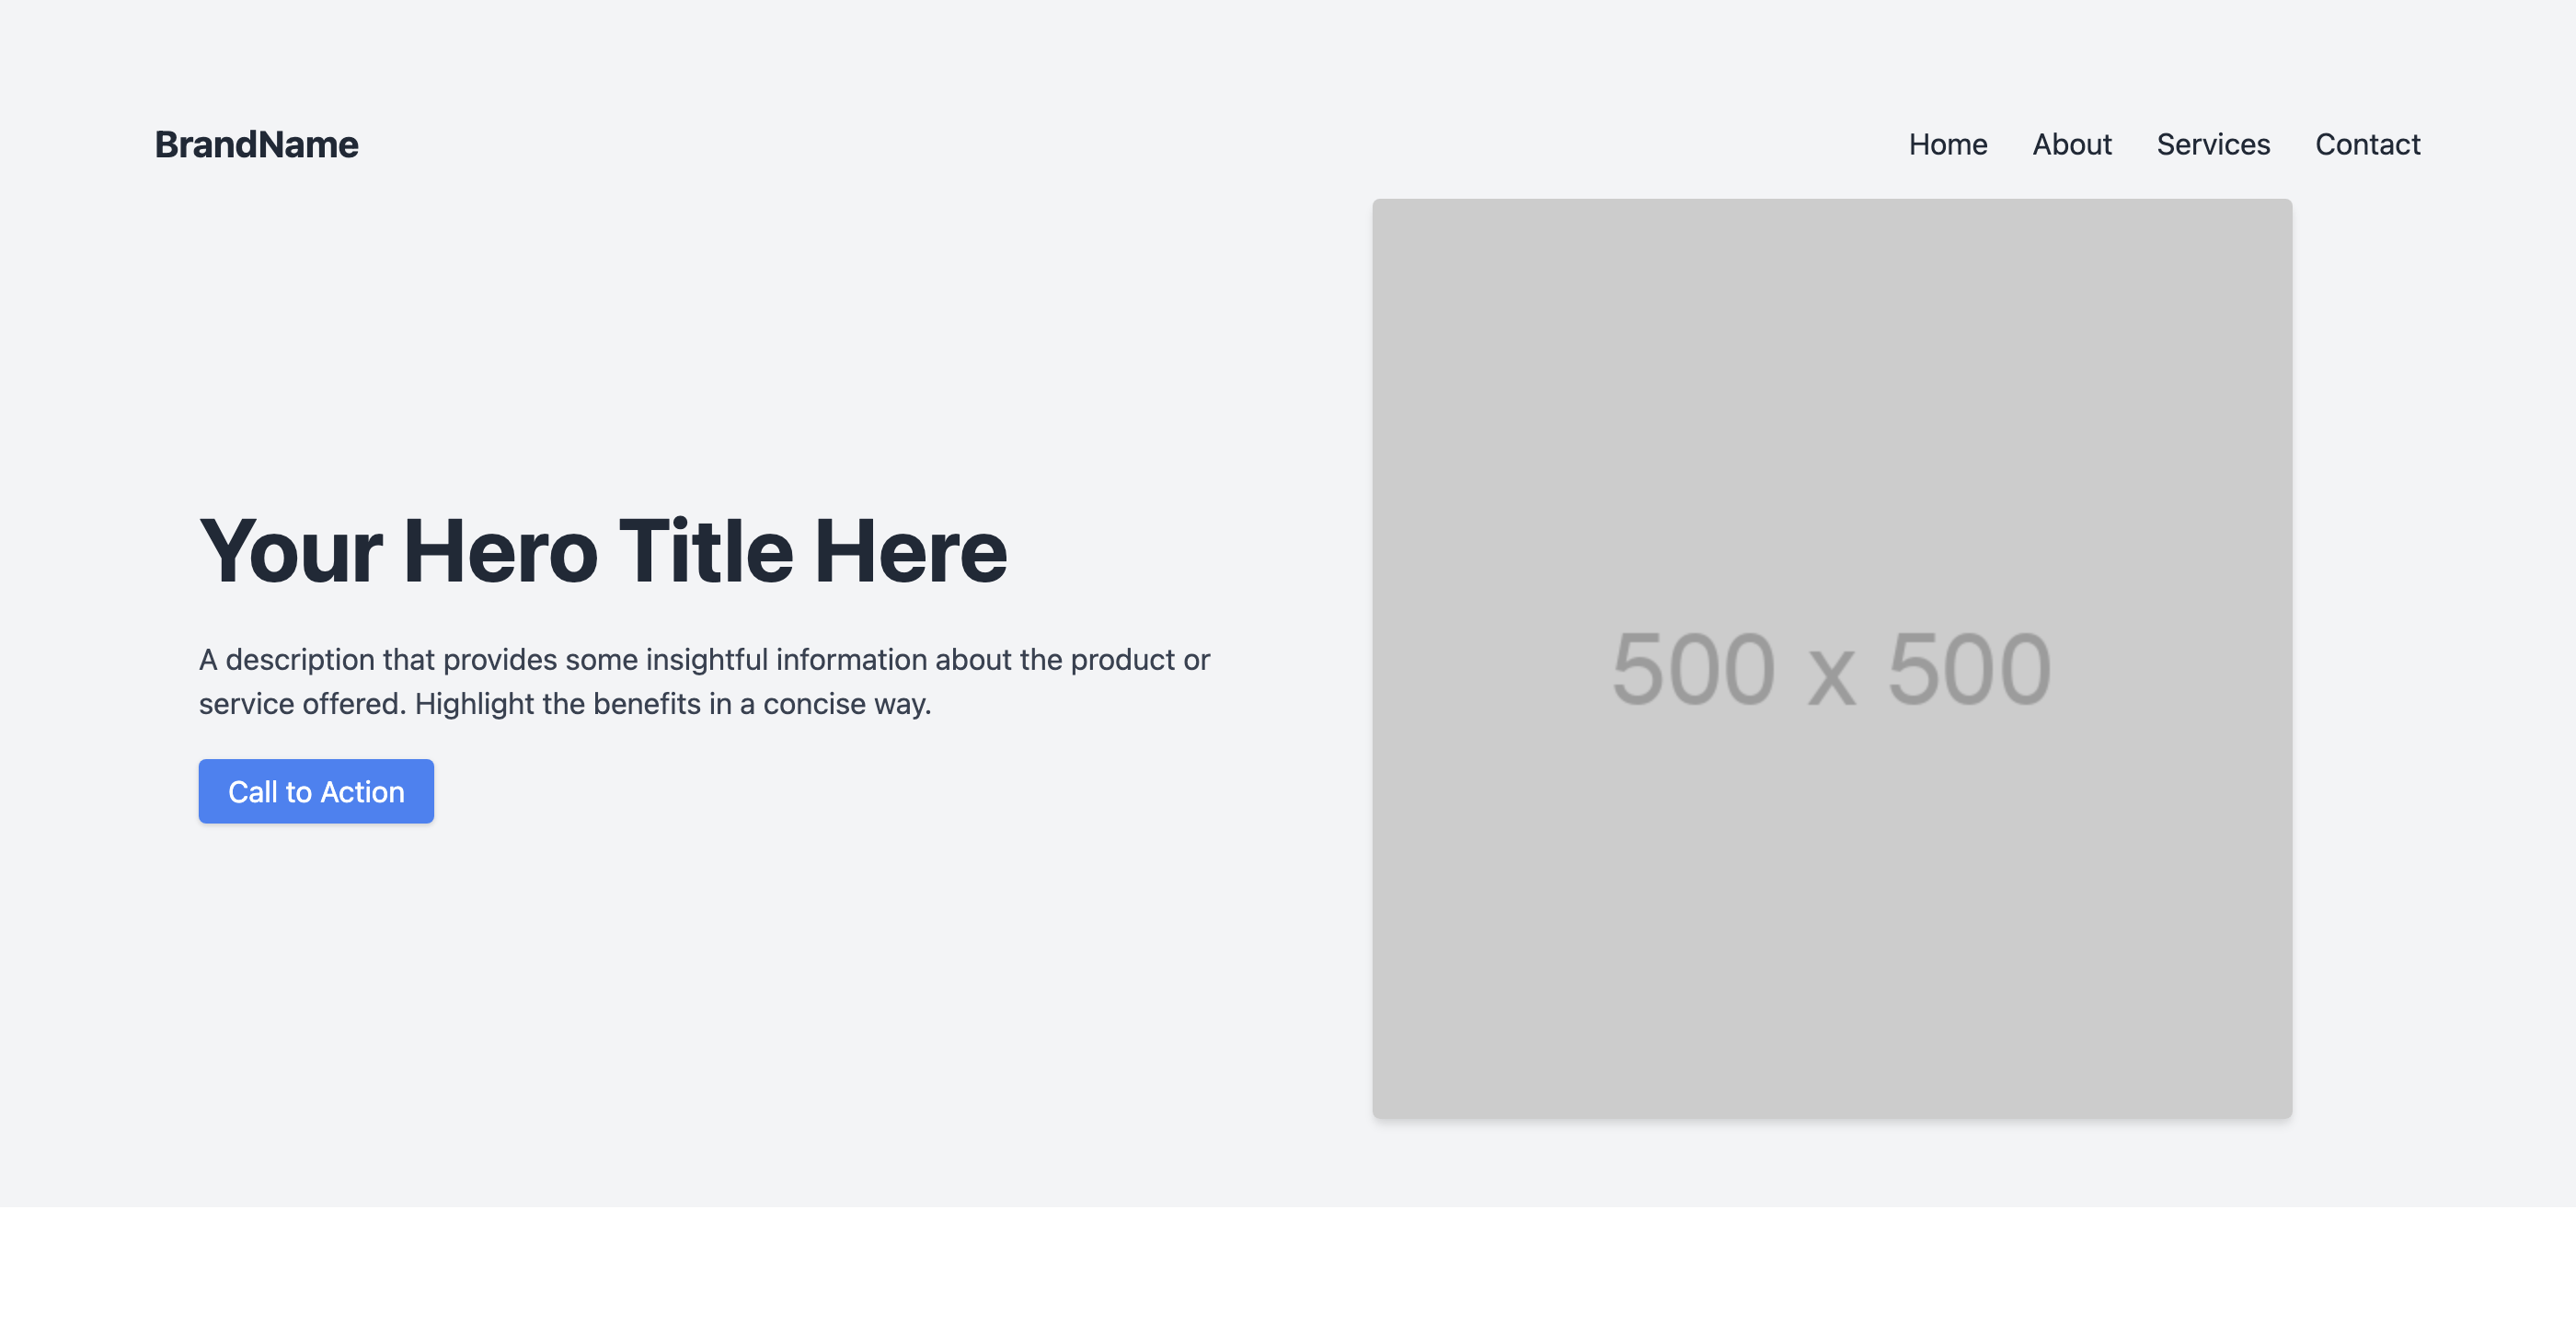 BrandName
Home About Services Contact
Your Hero Title Here
A description that provides some insightful information about the product or
service offered. Highlight the benefits in a concise way.
Call to Action
500 x 500